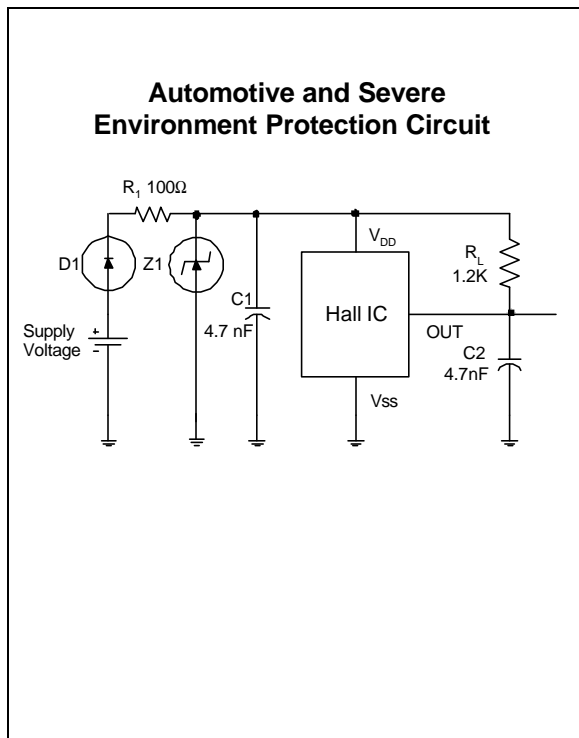 Automotive and Severe
Environment Protection Circuit
R1 100Ω
D1
Z1
C1
4.7 nF
Supply
Voltage
+
-
VDD
Hall IC
Vss
OUT
RL
1.2K
C2
4.7nF